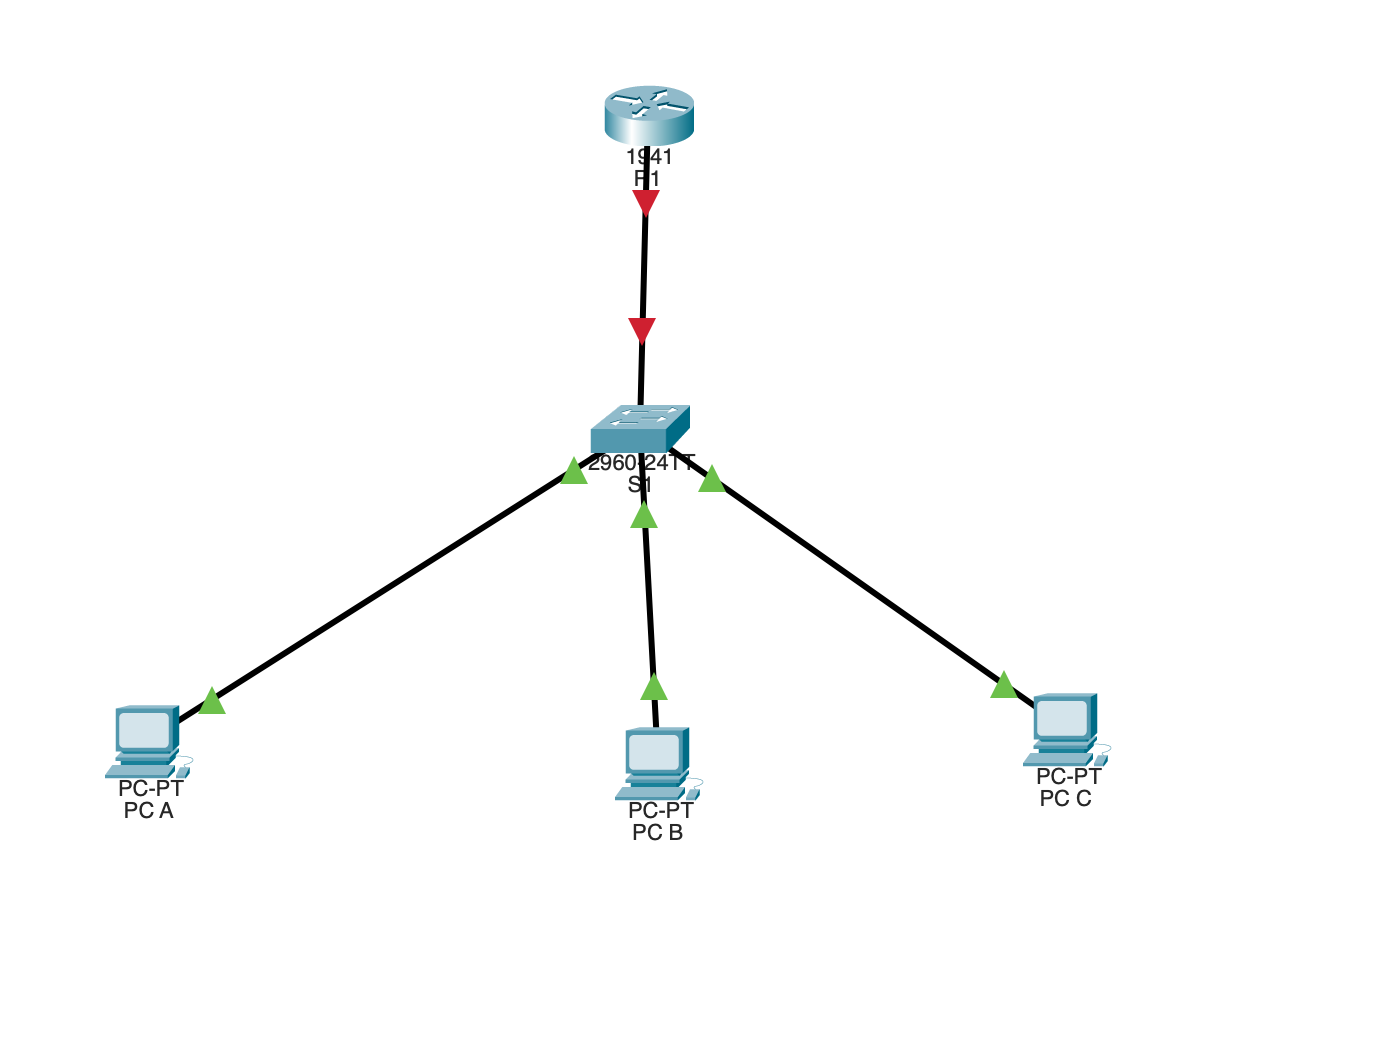 1941
R1
2960-24TT
S1
PC-PT
PC A
PC-PT
PC B
PC-PT
PC C